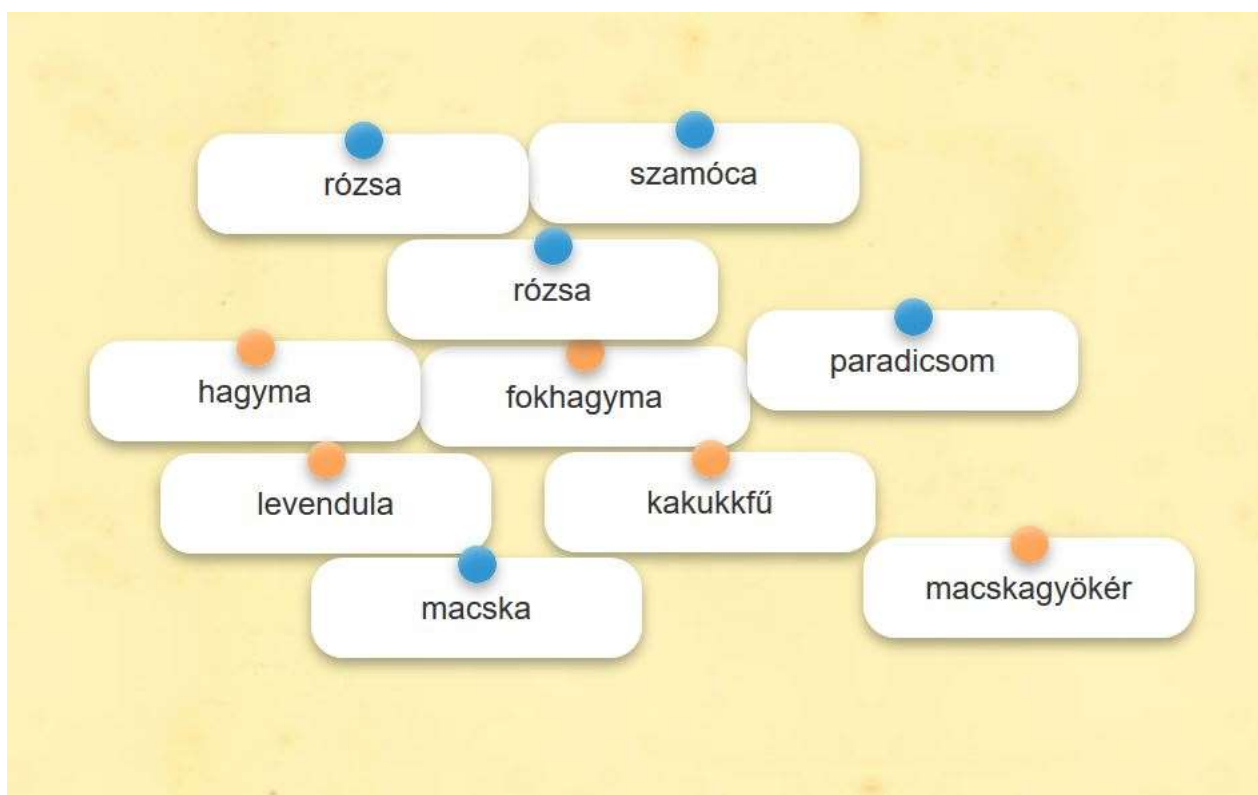 rózsa
szamóca
rózsa
paradicsom
hagyma
fokhagyma
levendula
kakukkfű
macskagyökér
macska